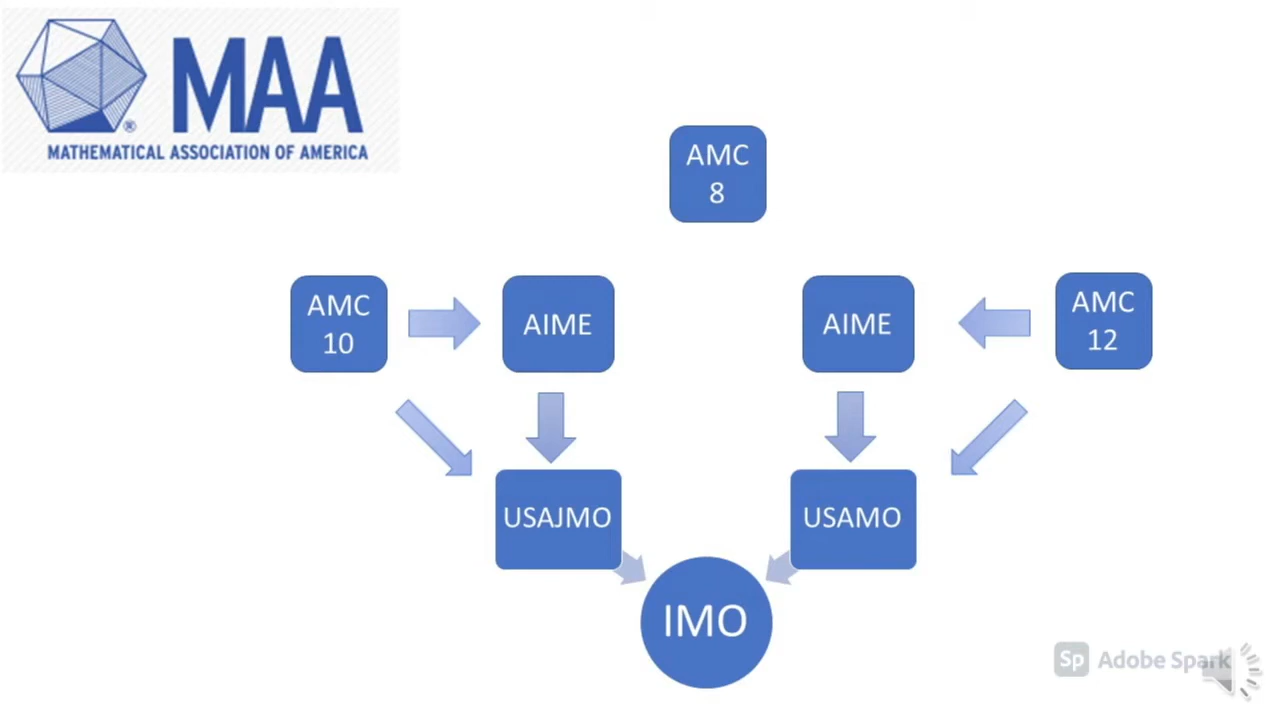 MAA
MATHEMATICAL ASSOCIATION OF AMERICA
®
AMC
8
AMC
10
AIME
AIME
AMC
12
USAJMO
USAMO
IMO
Sp Adobe Spark